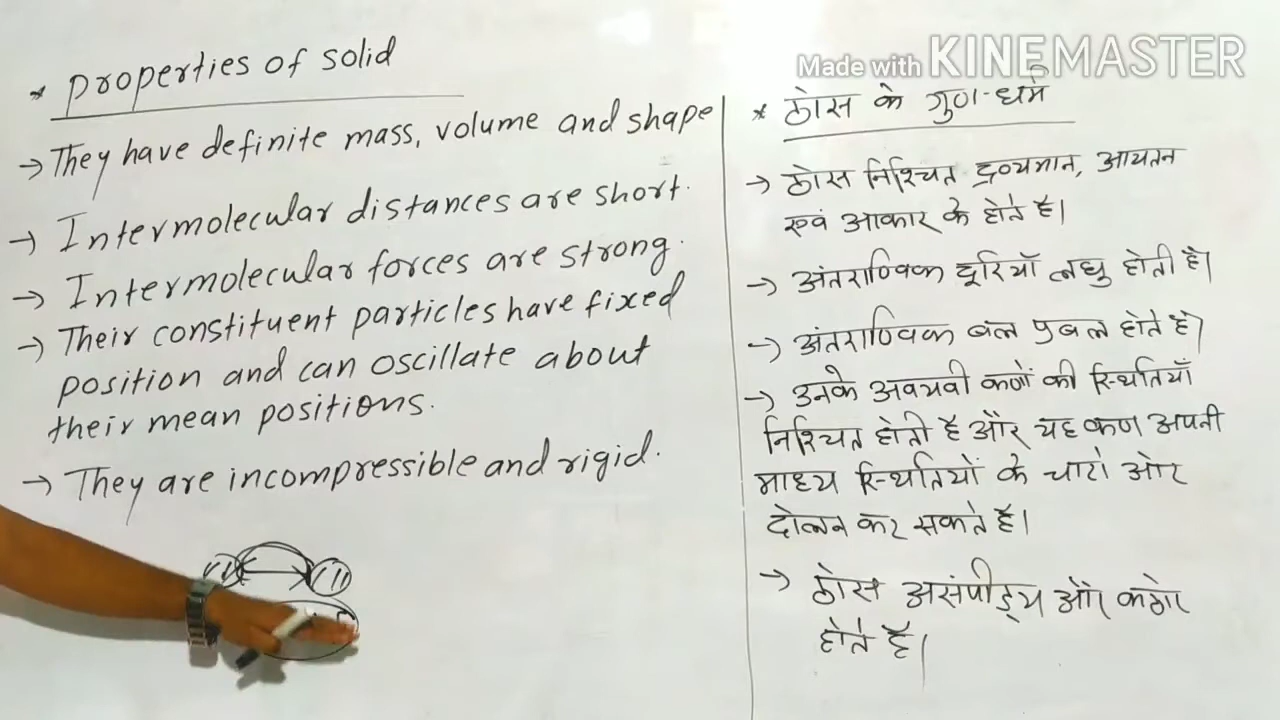 * Properties of solid
→ They have definite mass, volume and shape
→ Intermolecular distances are short.
→ Intermolecular forces are strong.
→ Their constituent particles have fixed
position and can oscillate about
their mean positions.
→ They are incompressible and rigid.
Made with KINEMASTER
* ठोस के गुण-धर्म
→ ठोस निश्चित द्रव्यमान, आयतन
एवं आकार के होते है।
→ अंतराण्विक दूरियाँ लघु होती है।
→ अंतराण्विक बल प्रबल होते है।
→ उनके अवयवी कणों की स्थितियाँ
निश्चित होती है और यह कण अपनी
माध्य स्थितियों के चारो ओर
दोलन कर सकते है।
→ ठोस असंपीड्य और कठोर
होते है।